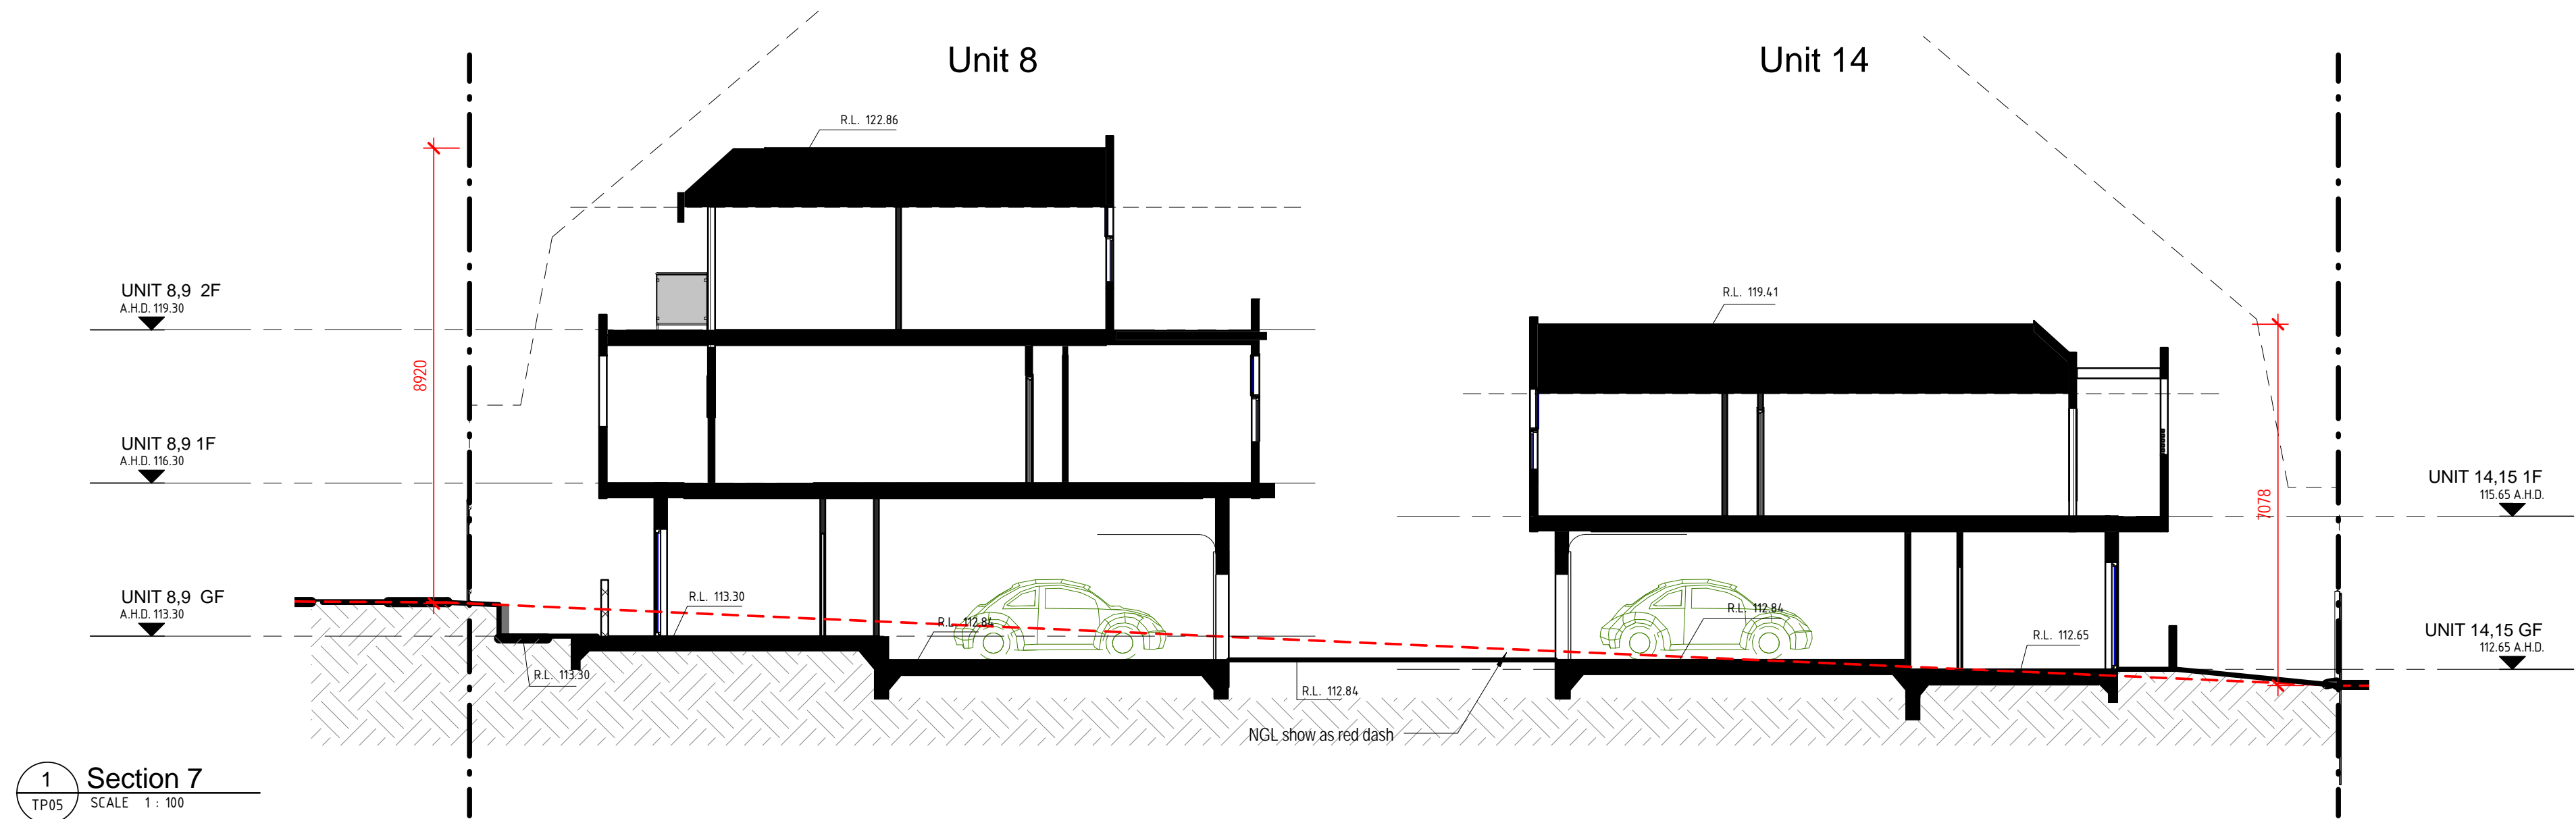 Unit 8
Unit 14
R.L. 122.86
R.L. 119.41
UNIT 8,9 2F
A.H.D. 119.30
8920
UNIT 8,9 1F
A.H.D. 116.30
7078
UNIT 14,15 1F
115.65 A.H.D.
UNIT 8,9 GF
A.H.D. 113.30
R.L. 113.30
R.L. 112.84
R.L. 112.84
R.L. 112.65
UNIT 14,15 GF
112.65 A.H.D.
R.L. 113.30
R.L. 112.84
NGL show as red dash
1
TP05
Section 7
SCALE 1 : 100